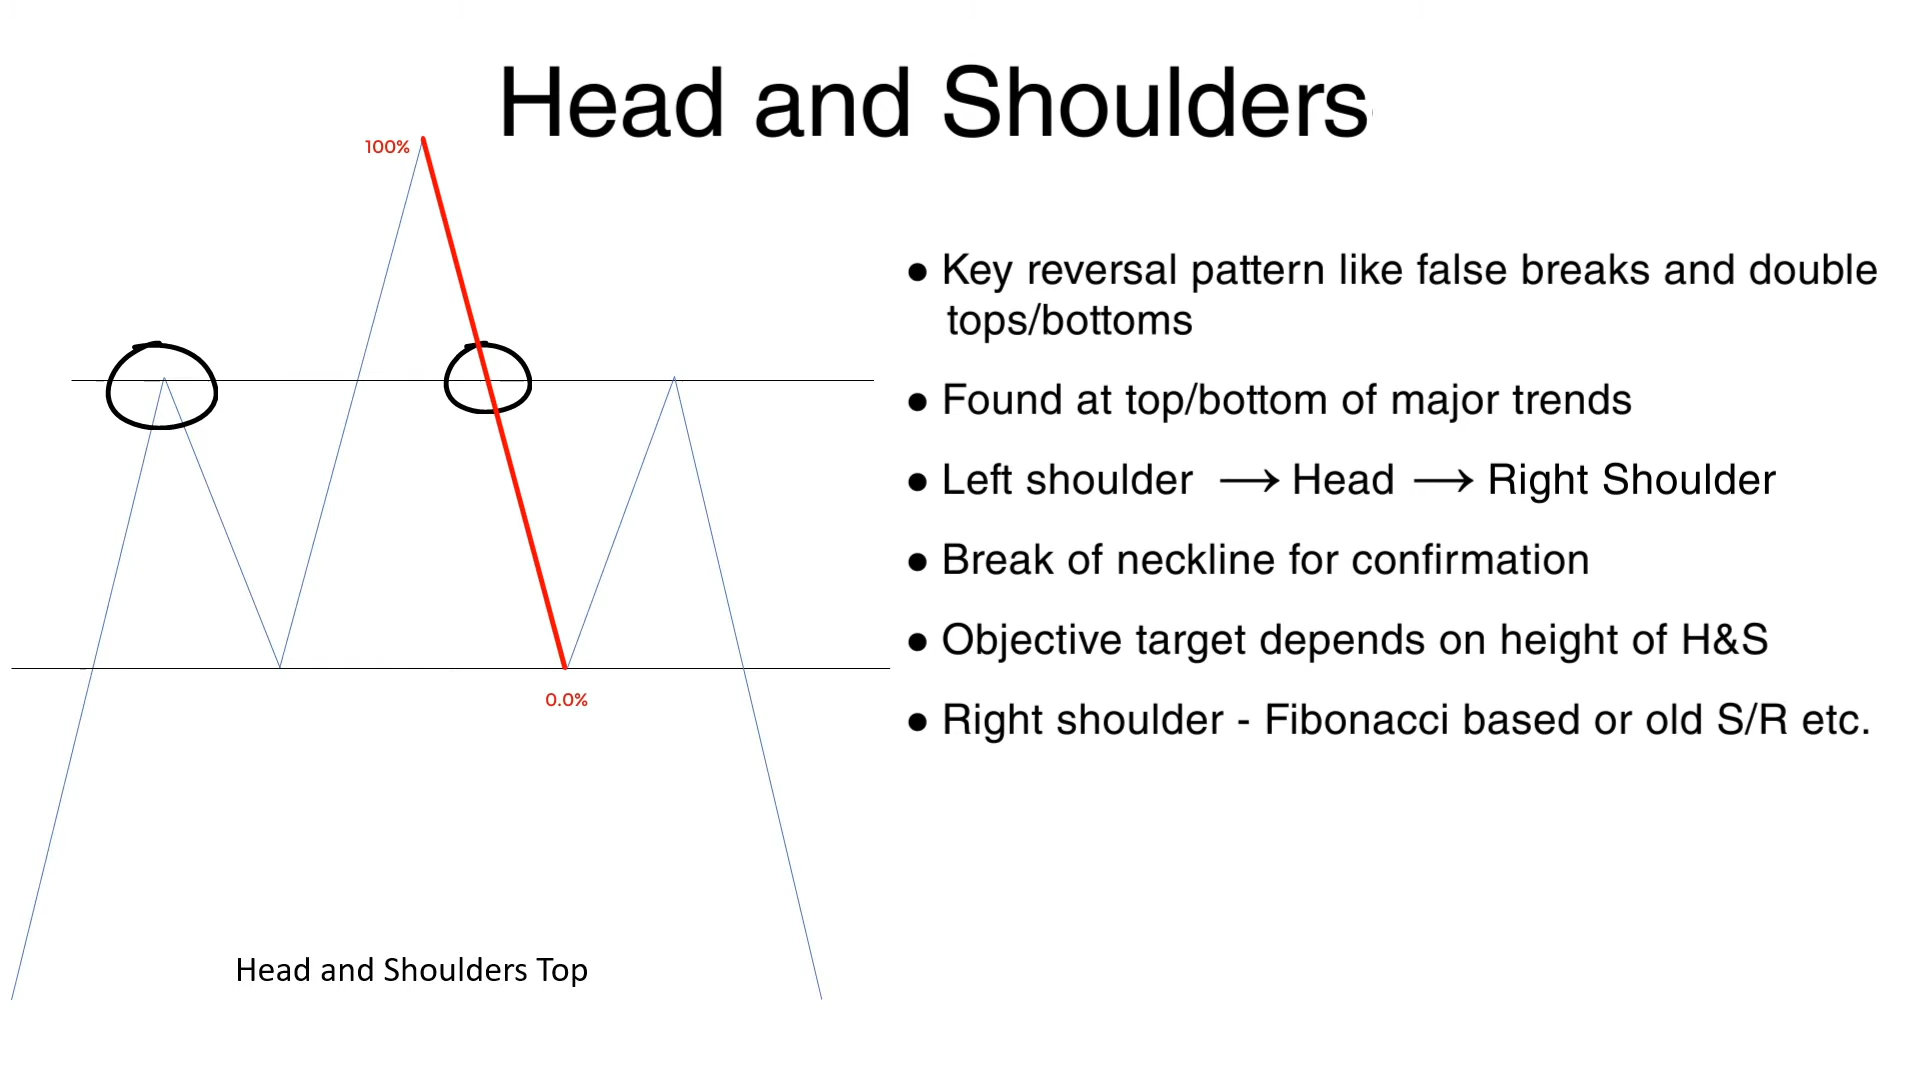 Head and Shoulders
100%
● Key reversal pattern like false breaks and double
tops/bottoms
● Found at top/bottom of major trends
● Left shoulder ⟶ Head ⟶ Right Shoulder
● Break of neckline for confirmation
● Objective target depends on height of H&S
● Right shoulder - Fibonacci based or old S/R etc.
0.0%
Head and Shoulders Top